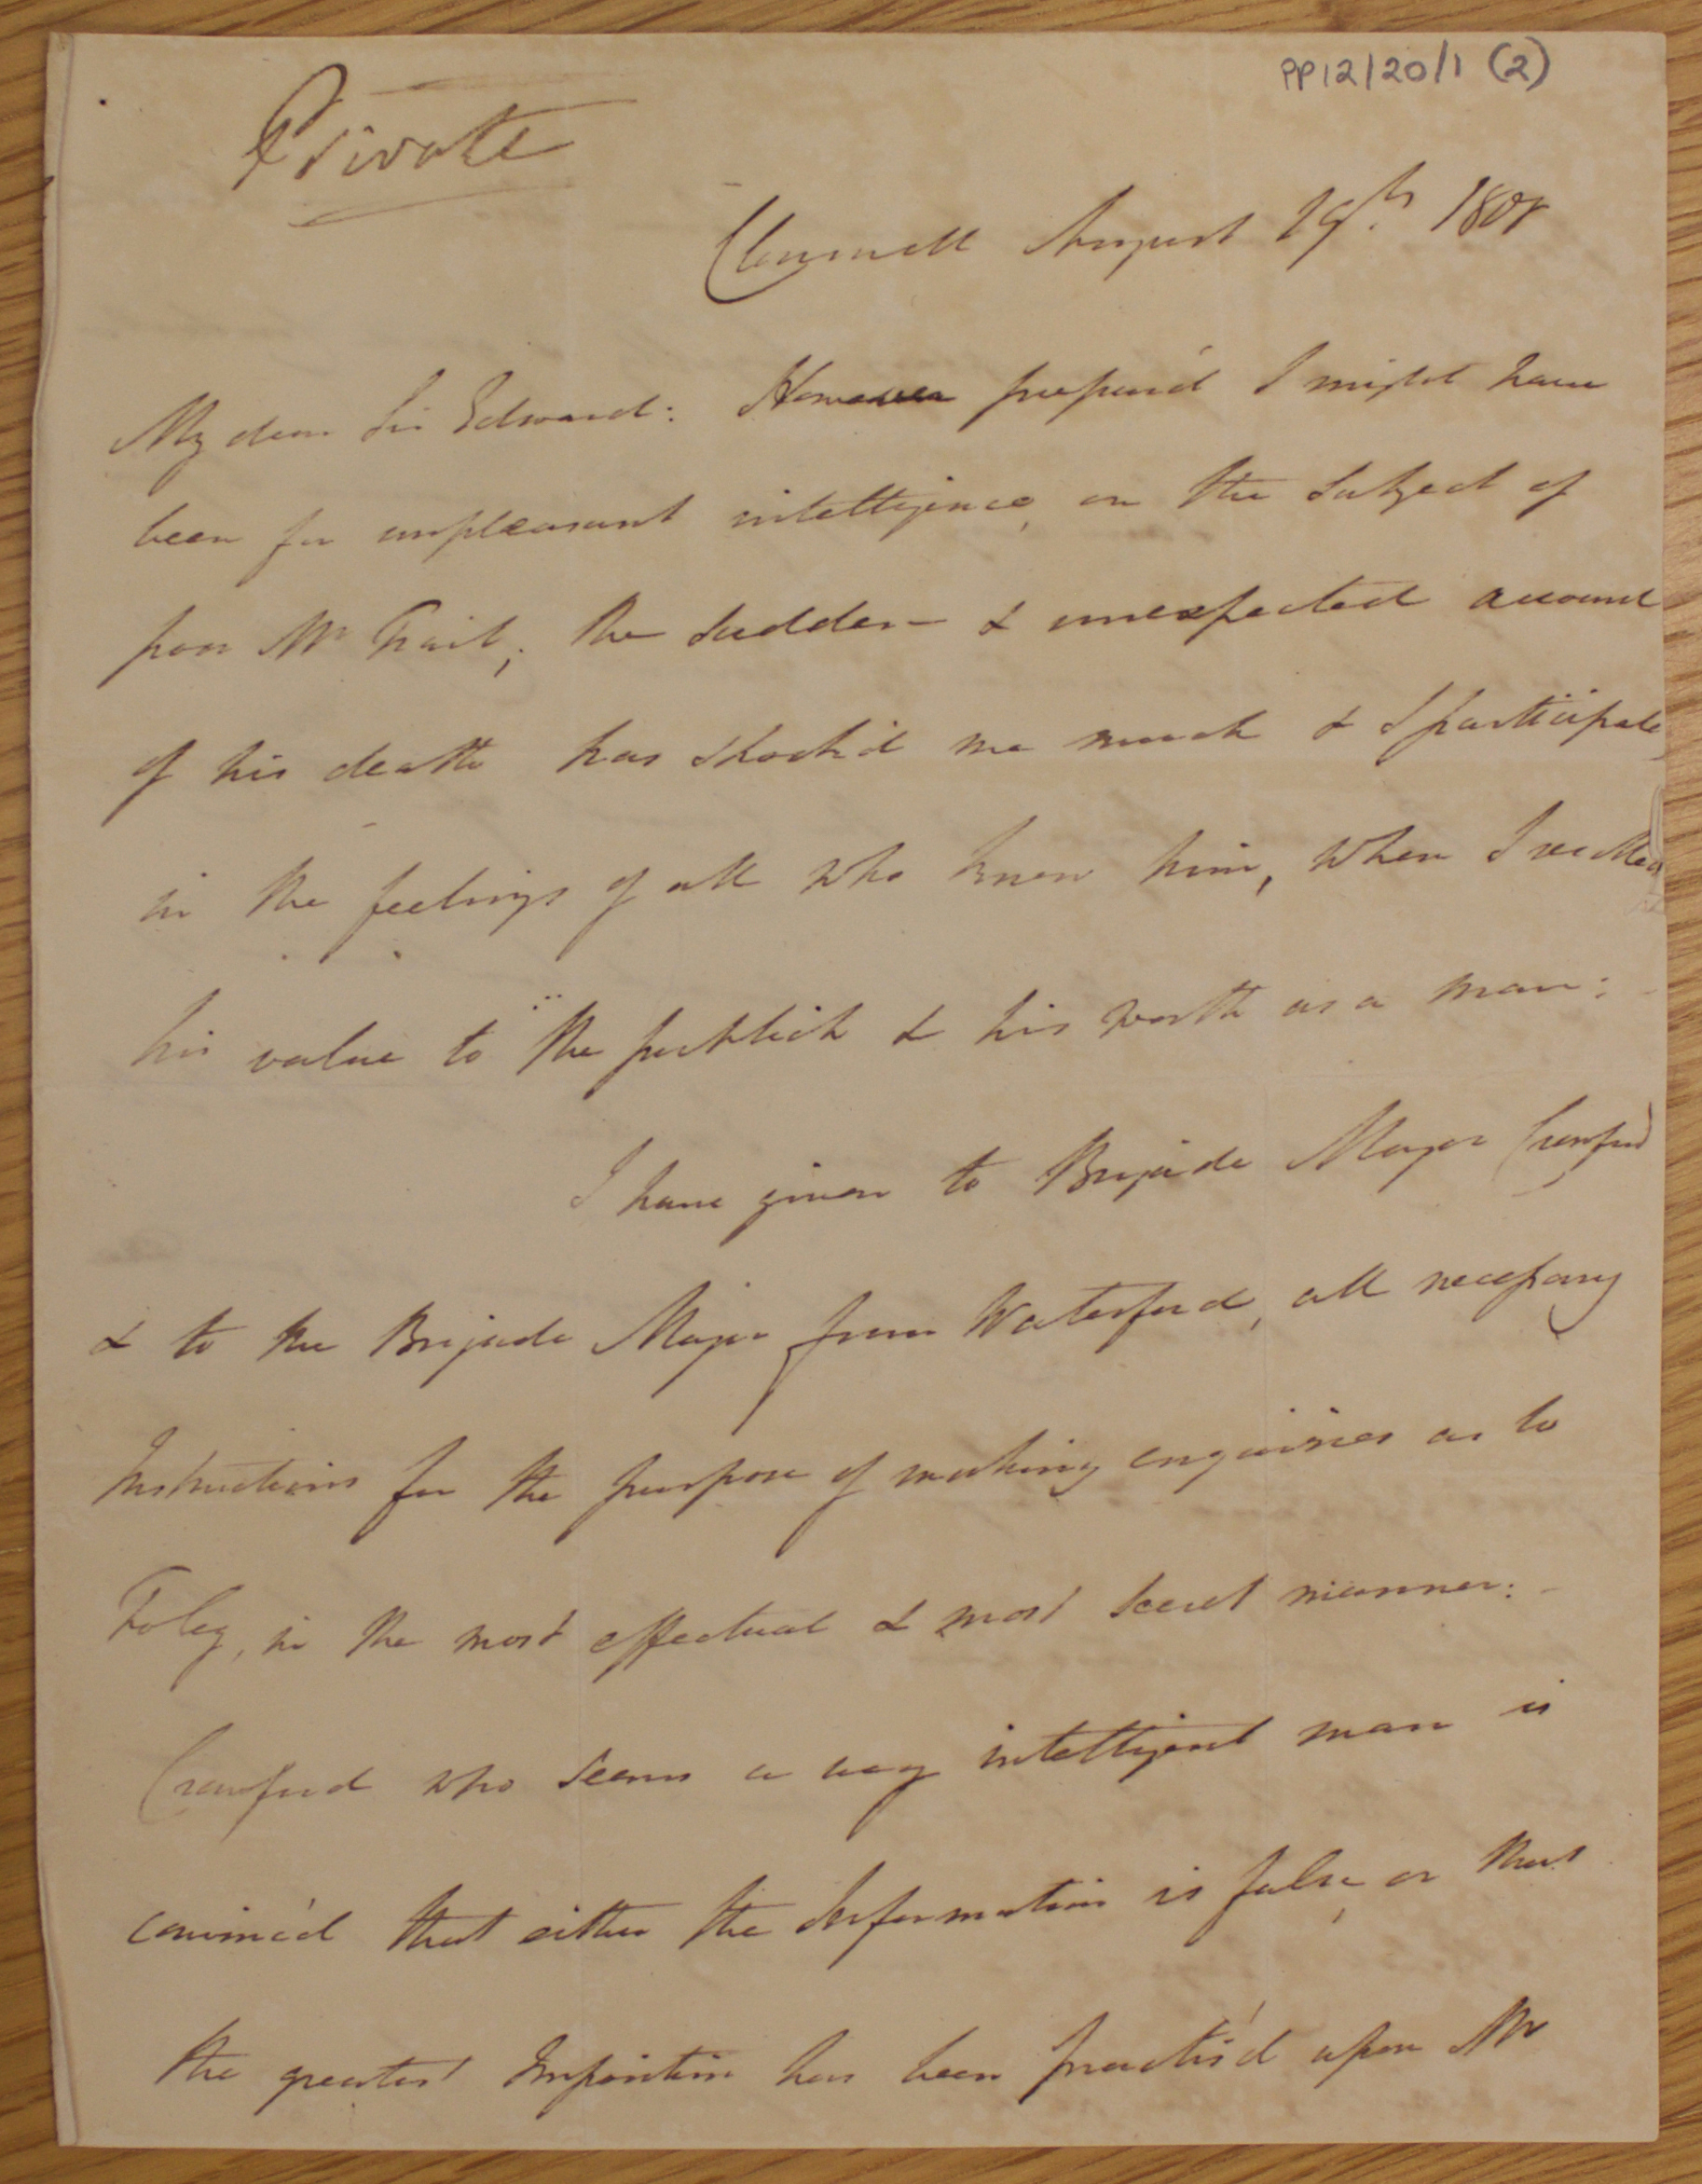 PP12/20/1 (2)
Private
Clonmell August 19th. 1808
My dear Sir Edward: However prepar'd I might have
been for unpleasant intelligence, on the Subject of
poor Mr Trail; the Sudden & unexpected account
of his death has Shock'd me much & I participate
in the feelings of all who knew him, when I recollect
his value to the publick & his worth as a man:
I have given to Brigade Major Crawford
& to the Brigade Major from Waterford, all necessary
Instructions for the purpose of making enquiries as to
Foley, in the most effectual & most Secret manner:
Crawford who Seems a very intelligent man is
convinc'd that either the Information is false, or that
the greatest Imposition has been practis'd upon Mr